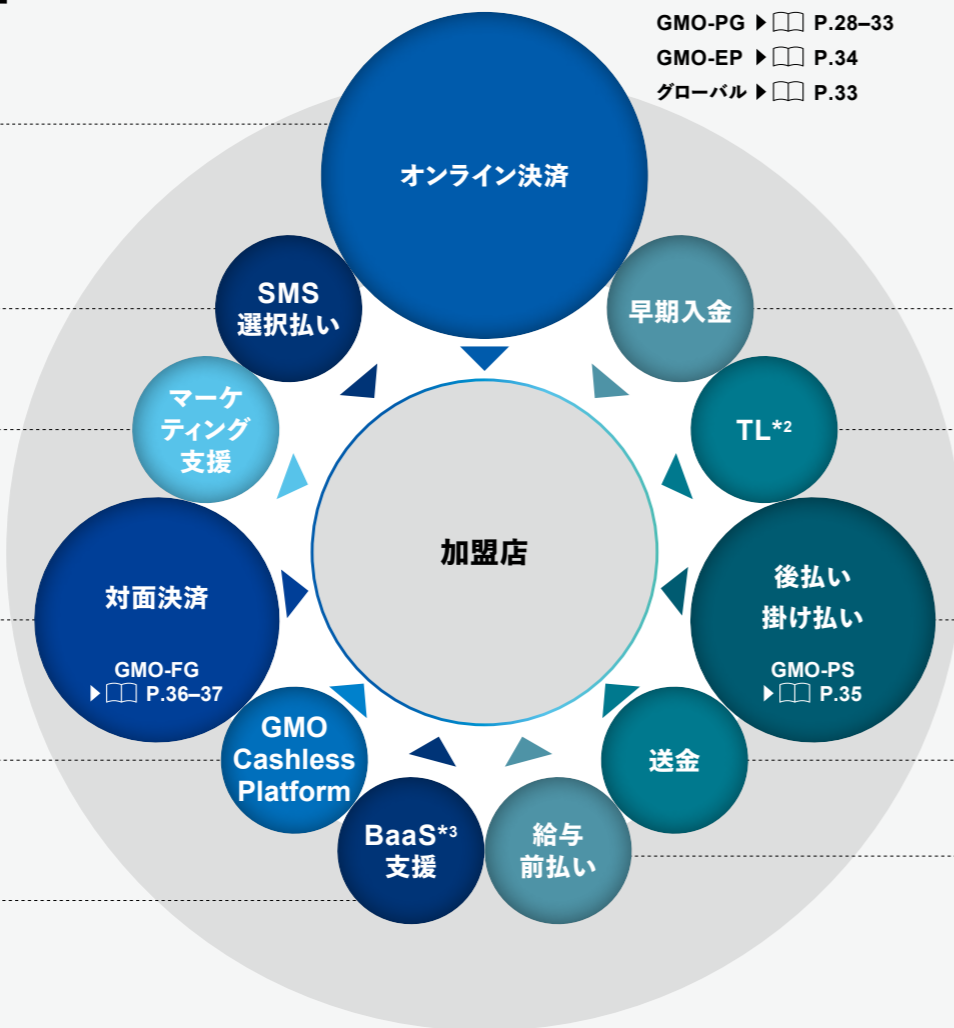 GMO-PG ▶ P.28–33
GMO-EP ▶ P.34
グローバル ▶ P.33
オンライン決済
SMS
選択払い
早期入金
マーケ
ティング
支援
TL*2
加盟店
対面決済
GMO-FG
▶ P.36–37
後払い
掛け払い
GMO-PS
▶ P.35
GMO
Cashless
Platform
送金
BaaS*3
支援
給与
前払い